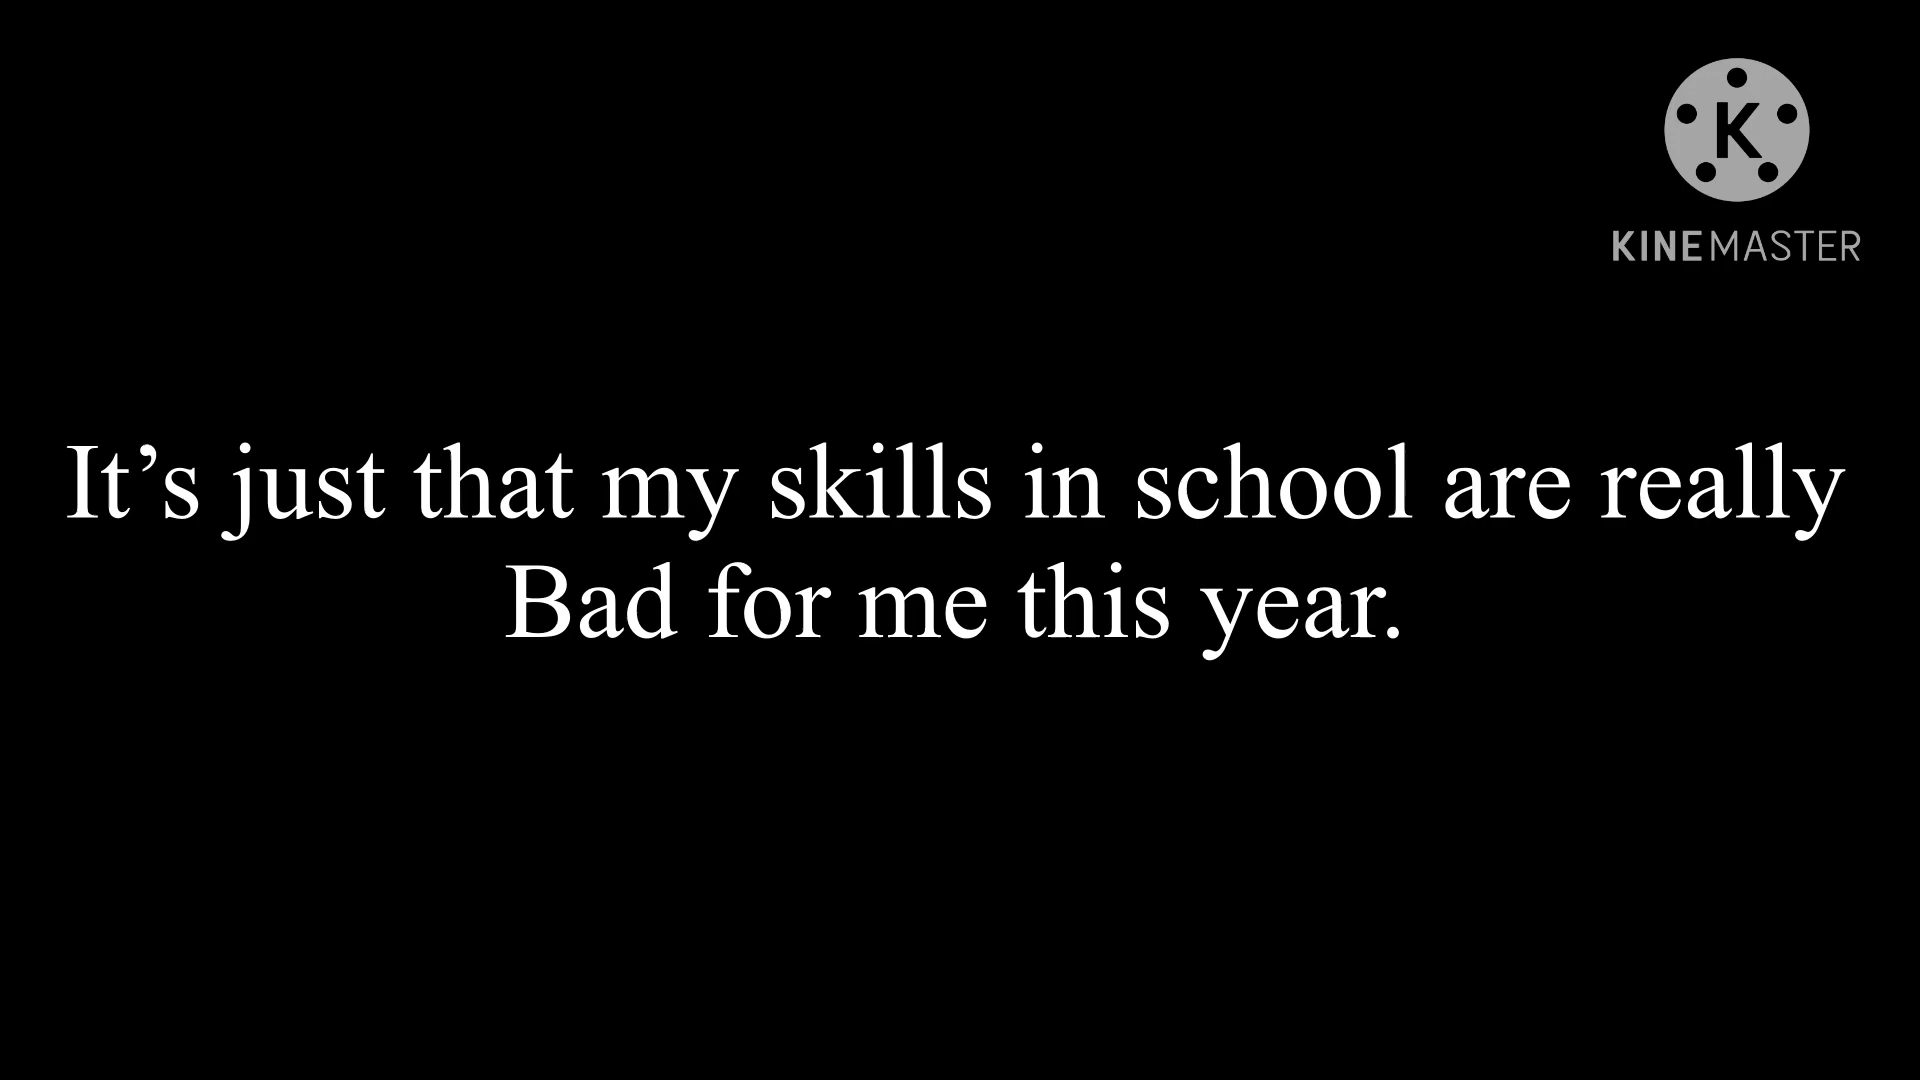 K
KINEMASTER
It’s just that my skills in school are really
Bad for me this year.